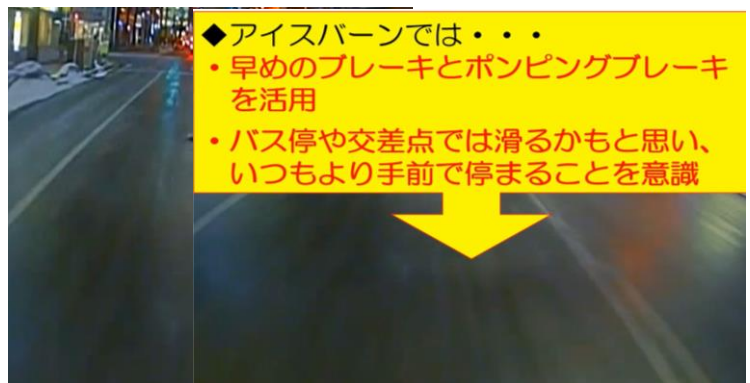 ◆アイスバーンでは・・・
・早めのブレーキとポンピングブレーキ
を活用
・バス停や交差点では滑るかもと思い、
いつもより手前で停まることを意識